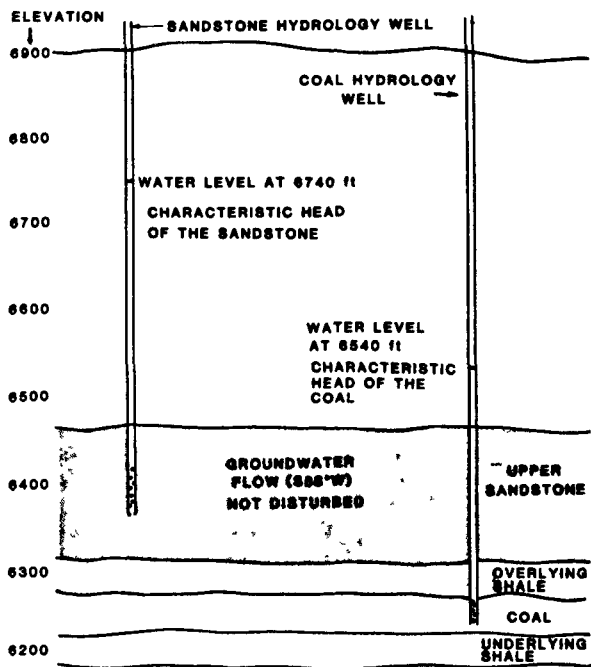 ELEVATION
SANDSTONE HYDROLOGY WELL
6900
COAL HYDROLOGY
WELL
6800
WATER LEVEL AT 6740 ft
6700
CHARACTERISTIC HEAD
OF THE SANDSTONE
6600
WATER LEVEL
AT 6540 ft
CHARACTERISTIC
HEAD OF THE
COAL
6500
GROUNDWATER
FLOW
NOT DISTURBED
6400
UPPER
SANDSTONE
6300
OVERLYING
SHALE
COAL
6200
UNDERLYING
SHALE